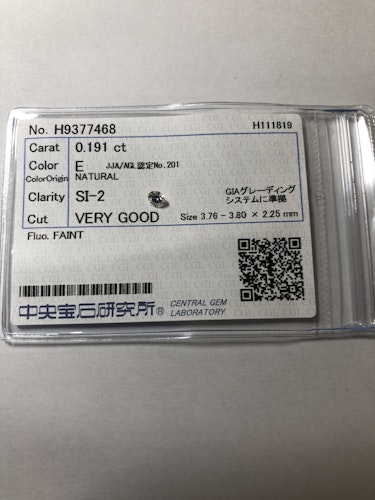 No. H9377468 H111819
Carat 0.191 ct
Color E JJA/AGL認定No.201
ColorOrigin NATURAL
Clarity SI-2 GIAグレーディング
システムに準拠
Cut VERY GOOD Size 3.76 - 3.80 × 2.25 mm
Fluo. FAINT
中央宝石研究所® CENTRAL GEM
LABORATORY